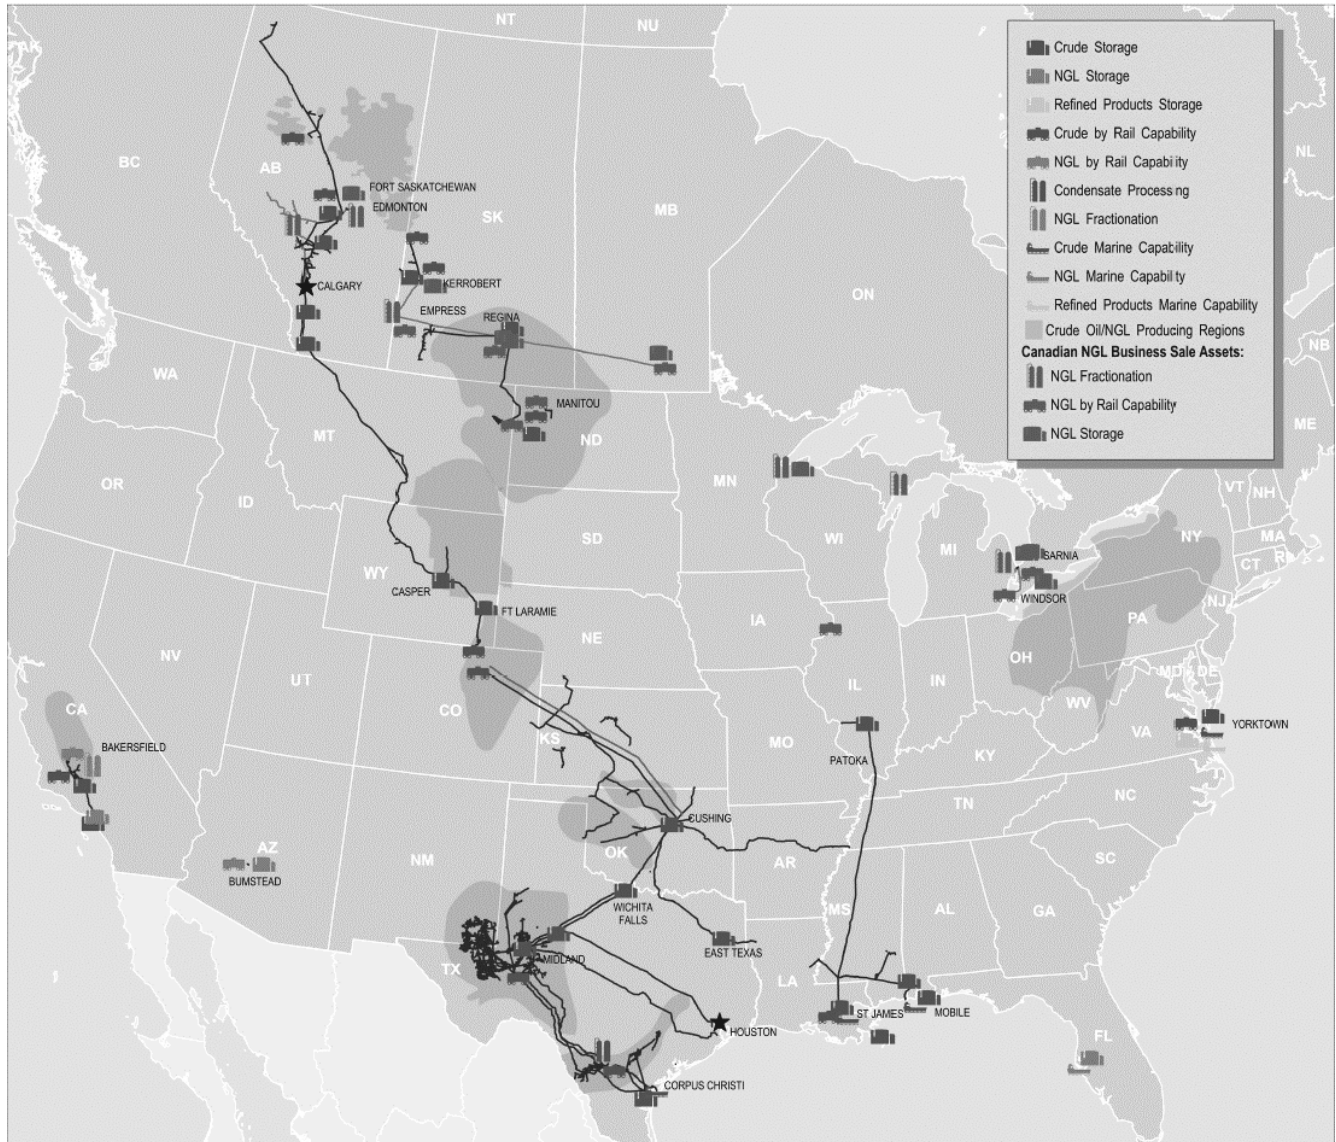 NT
NU
AK
BC
AB
SK
MB
ON
NL
NB
ME
FORT SASKATCHEWAN
EDMONTON
CALGARY
KERROBERT
EMPRESS
REGINA
MANITOU
WA
MT
ND
OR
ID
MN
SD
WI
MI
VT
NH
NY
MA
CT
RI
WY
CASPER
FT LARAMIE
SARNIA
WINDSOR
IA
NE
PA
NJ
OH
NV
UT
CO
IL
IN
MD
DE
WV
VA
YORKTOWN
CA
BAKERSFIELD
KS
MO
PATOKA
KY
TN
NC
CUSHING
OK
AR
SC
AZ
NM
BUMSTEAD
WICHITA
FALLS
MS
AL
GA
EAST TEXAS
TX
MIDLAND
LA
ST JAMES
MOBILE
HOUSTON
FL
CORPUS CHRISTI
Crude Storage
NGL Storage
Refined Products Storage
Crude by Rail Capability
NGL by Rail Capability
Condensate Processing
NGL Fractionation
Crude Marine Capability
NGL Marine Capability
Refined Products Marine Capability
Crude Oil/NGL Producing Regions
Canadian NGL Business Sale Assets:
NGL Fractionation
NGL by Rail Capability
NGL Storage